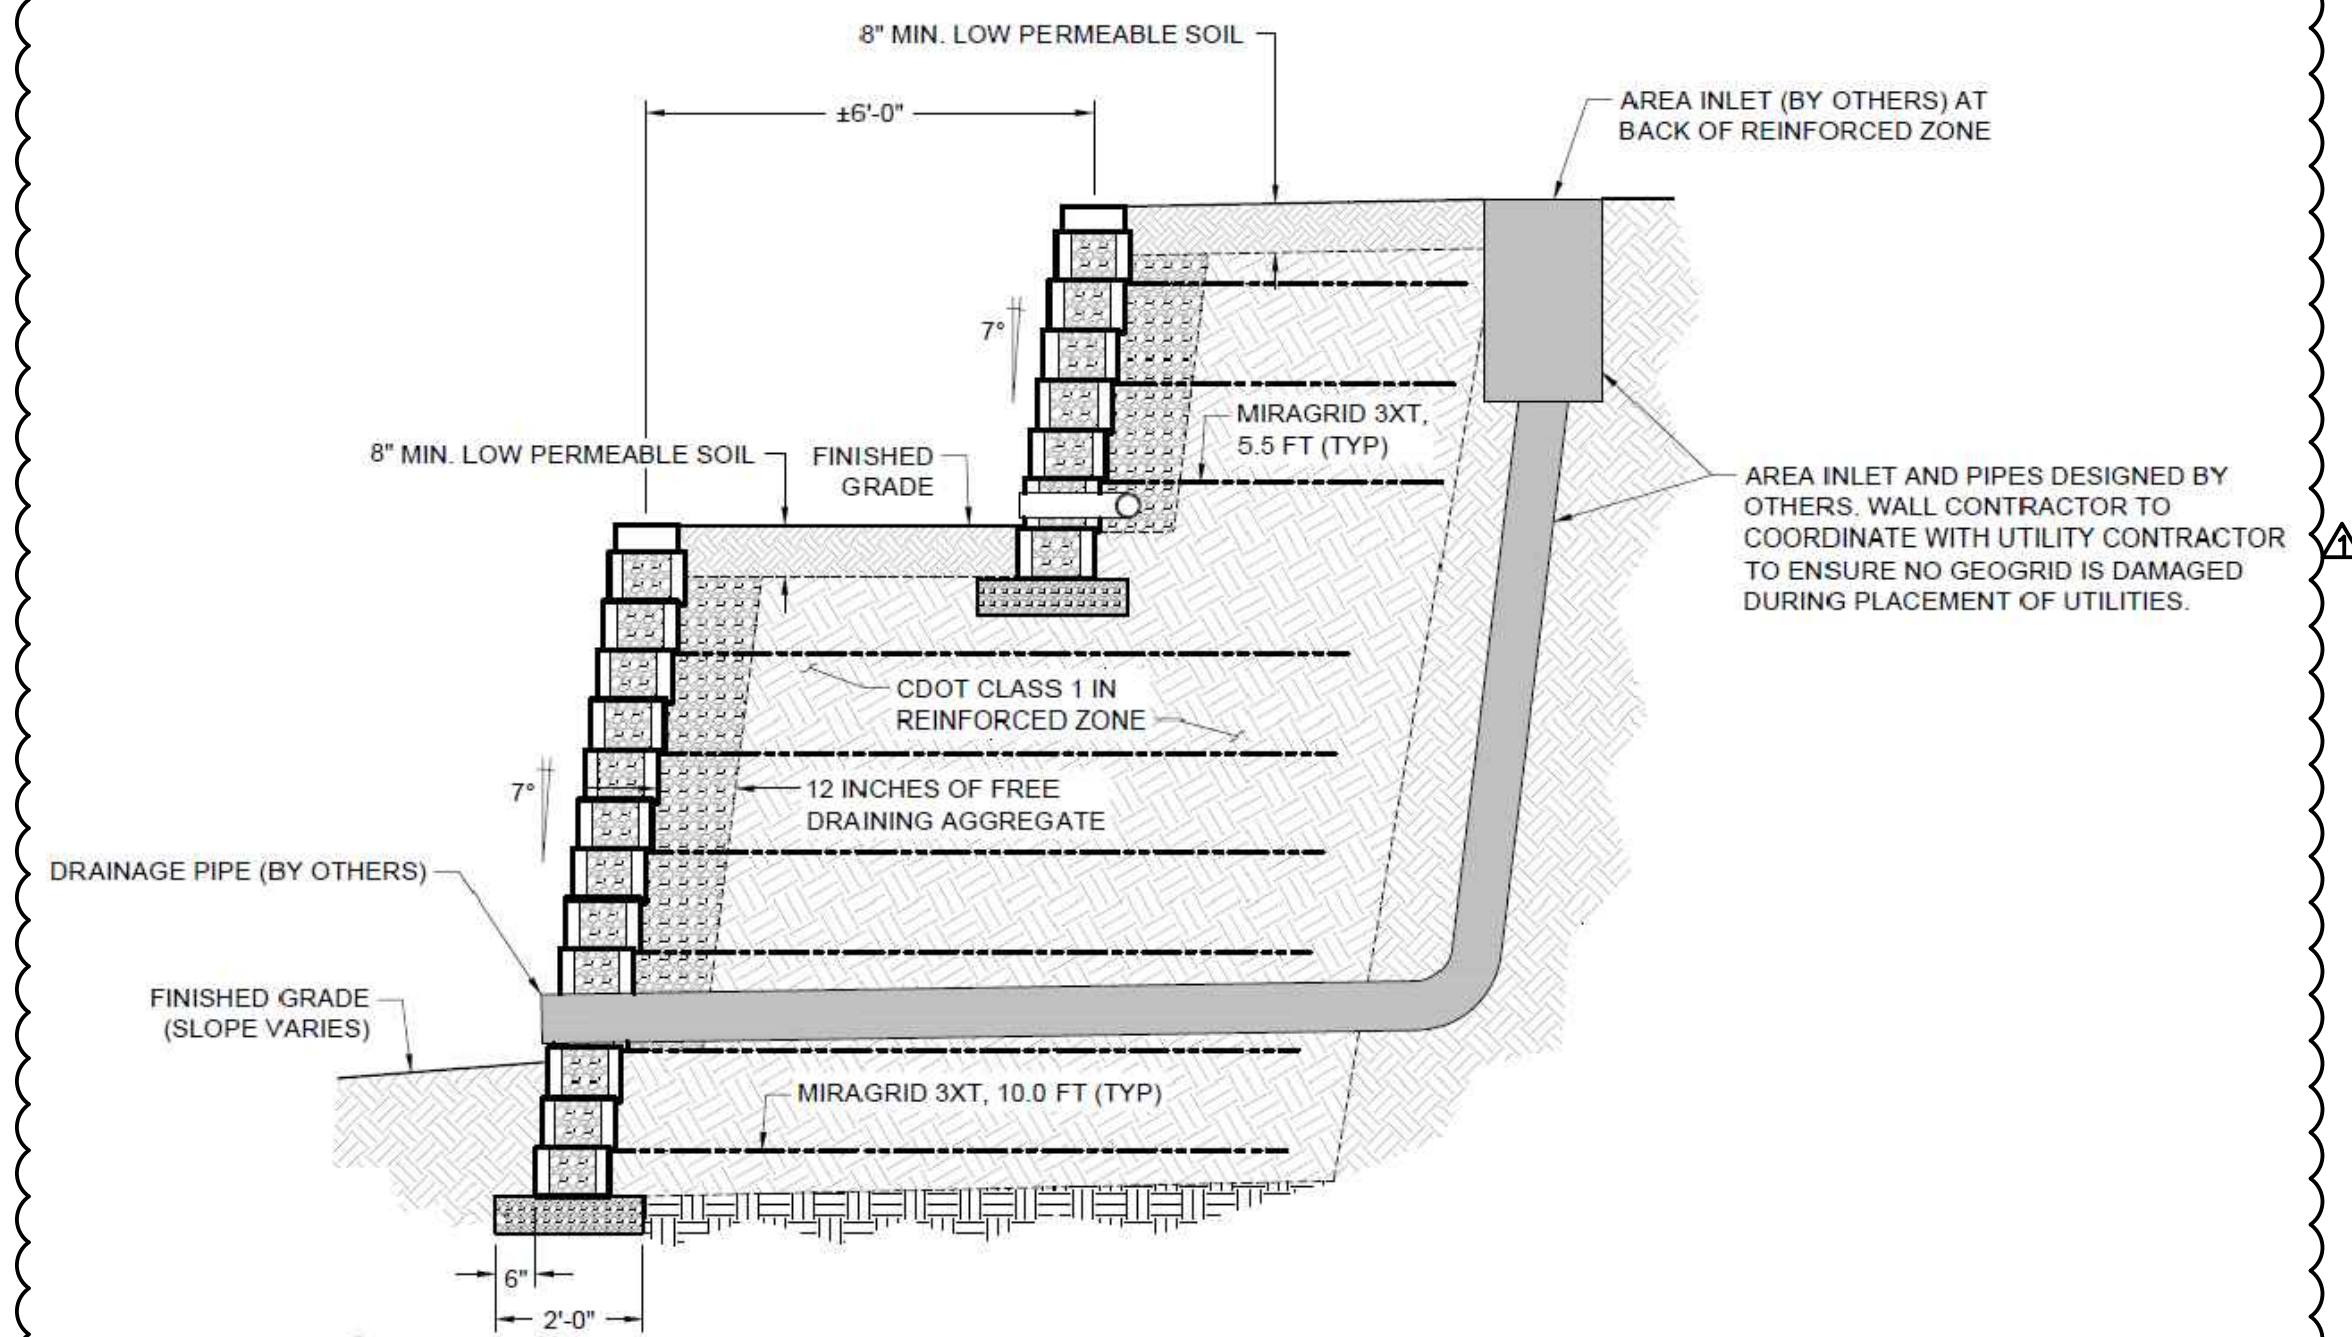 8" MIN. LOW PERMEABLE SOIL
±6'-0"
AREA INLET (BY OTHERS) AT
BACK OF REINFORCED ZONE
7°
MIRAGRID 3XT,
5.5 FT (TYP)
8" MIN. LOW PERMEABLE SOIL
FINISHED
GRADE
AREA INLET AND PIPES DESIGNED BY
OTHERS. WALL CONTRACTOR TO
COORDINATE WITH UTILITY CONTRACTOR
TO ENSURE NO GEOGRID IS DAMAGED
DURING PLACEMENT OF UTILITIES.
1
CDOT CLASS 1 IN
REINFORCED ZONE
7°
12 INCHES OF FREE
DRAINING AGGREGATE
DRAINAGE PIPE (BY OTHERS)
FINISHED GRADE
(SLOPE VARIES)
MIRAGRID 3XT, 10.0 FT (TYP)
6"
2'-0"